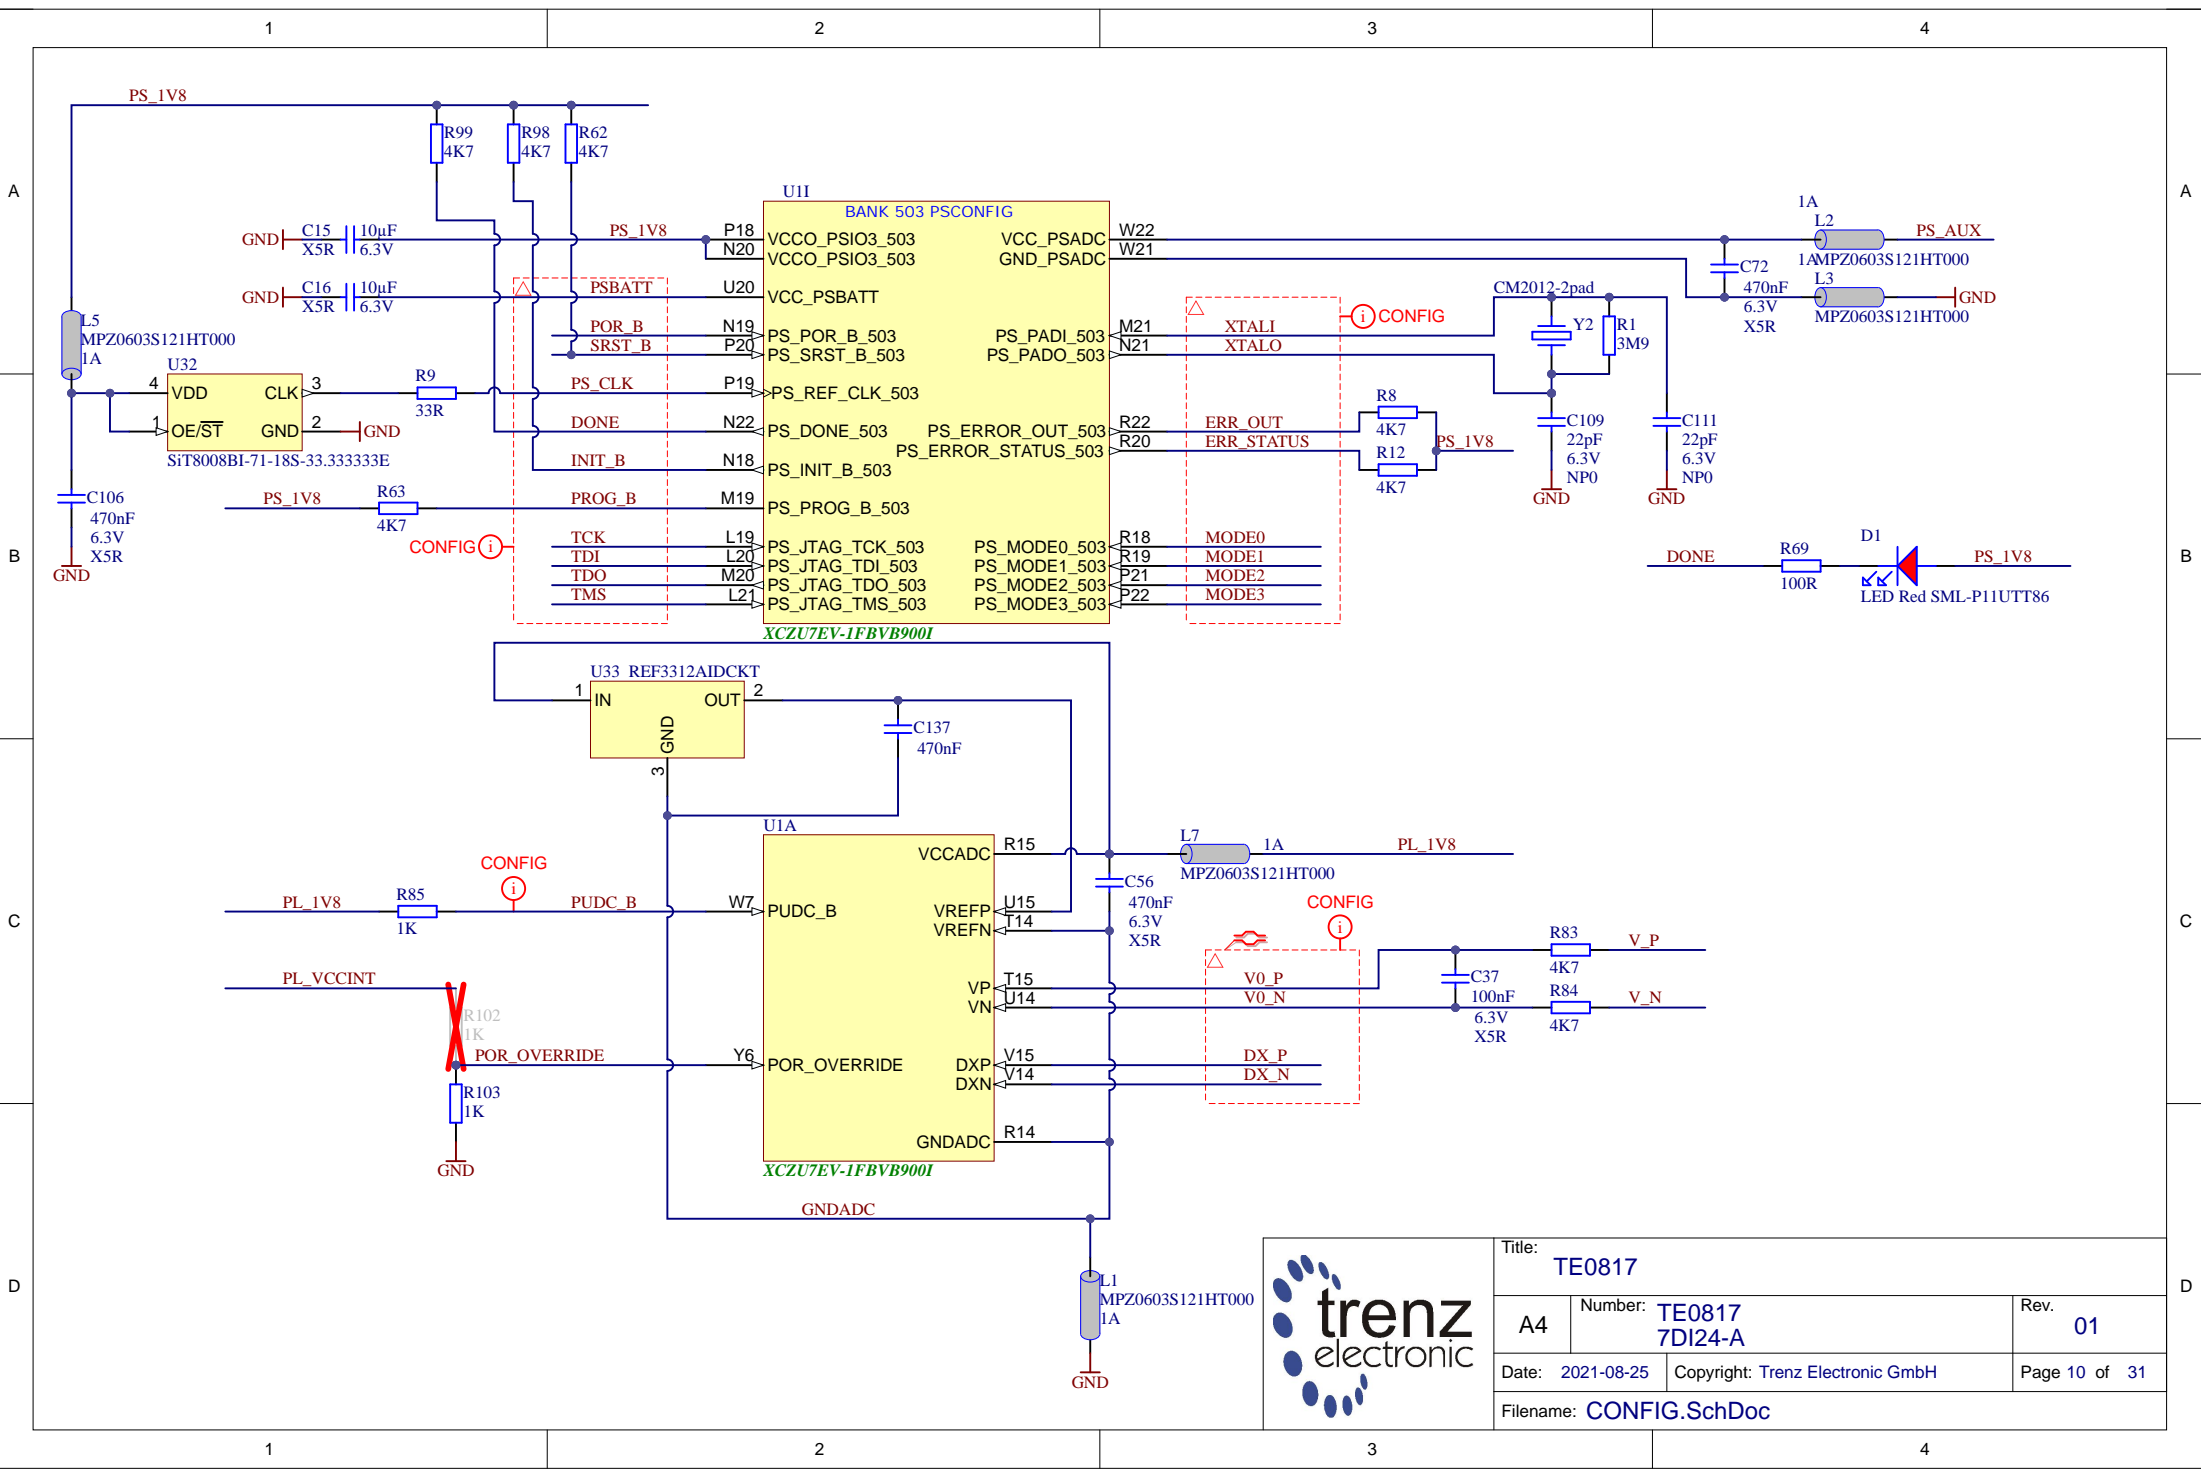 1 2 3 4
PS_1V8
R99
4K7
R98
4K7
R62
4K7
A A
U1I
BANK 503 PSCONFIG
GND C15 10µF PS_1V8 P18 VCCO_PSIO3_503
X5R 6.3V N20 VCCO_PSIO3_503
GND C16 10µF PSBATT U20 VCC_PSBATT
X5R 6.3V
POR_B N19 PS_POR_B_503
SRST_B P20 PS_SRST_B_503
L5
MPZ0603S121HT000
1A
U32
4 VDD CLK 3
1 OE/ST GND 2 GND
SiT8008BI-71-18S-33.333333E
R9
33R
PS_CLK P19 PS_REF_CLK_503
DONE N22 PS_DONE_503
INIT_B N18 PS_INIT_B_503
C106
470nF
6.3V
X5R
GND
PS_1V8 R63 PROG_B M19 PS_PROG_B_503
4K7
CONFIG i
TCK L19 PS_JTAG_TCK_503
TDI L20 PS_JTAG_TDI_503
TDO M20 PS_JTAG_TDO_503
TMS L21 PS_JTAG_TMS_503
VCC_PSADC W22
GND_PSADC W21
PS_PADI_503 M21 XTALI
PS_PADO_503 N21 XTALO
PS_ERROR_OUT_503 R22 ERR_OUT
PS_ERROR_STATUS_503 R20 ERR_STATUS
PS_MODE0_503 R18 MODE0
PS_MODE1_503 R19 MODE1
PS_MODE2_503 P21 MODE2
PS_MODE3_503 P22 MODE3
XCZU7EV-1FBVB900I
i CONFIG
R8
4K7
R12
4K7
PS_1V8
CM2012-2pad
Y2
R1
3M9
C109
22pF
6.3V
NP0
GND
C111
22pF
6.3V
NP0
GND
1A
L2 PS_AUX
MPZ0603S121HT000
1A
L3 GND
MPZ0603S121HT000
C72
470nF
6.3V
X5R
B B
DONE R69 D1 PS_1V8
100R
LED Red SML-P11UTT86
U33 REF3312AIDCKT
1 IN OUT 2
GND
3
C137
470nF
U1A
VCCADC R15
L7 1A PL_1V8
MPZ0603S121HT000
C56
470nF
6.3V
X5R
C C
CONFIG
i
PL_1V8 R85 PUDC_B W7 PUDC_B
1K
VREFP U15
VREFN T14
CONFIG
i
VP T15 V0_P
VN U14 V0_N
C37
100nF
6.3V
X5R
R83 V_P
4K7
R84 V_N
4K7
PL_VCCINT
R102
1K
POR_OVERRIDE Y6 POR_OVERRIDE
R103
1K
GND
DXP V15 DX_P
DXN V14 DX_N
GNDADC R14
XCZU7EV-1FBVB900I
GNDADC
L1
MPZ0603S121HT000
1A
GND
D D
trenz
electronic
Title:
TE0817
A4 Number: TE0817
7DI24-A
Rev.
01
Date: 2021-08-25 Copyright: Trenz Electronic GmbH Page 10 of 31
Filename: CONFIG.SchDoc
1 2 3 4